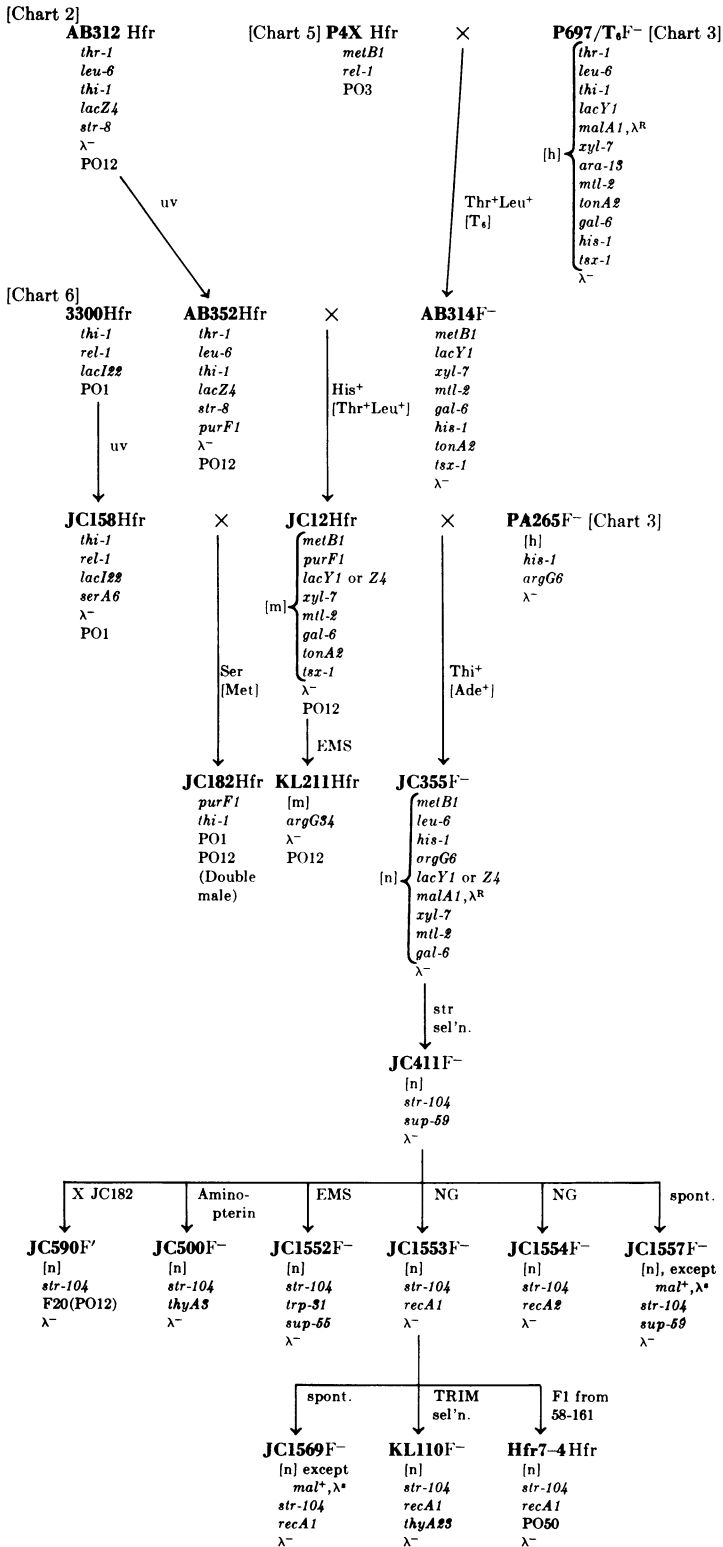 [Chart 2]
AB312 Hfr
thr-1
leu-6
thi-1
lacZ4
str-8
λ−
PO12
[Chart 5] P4X Hfr
metB1
rel-1
PO3
×
P697/T₆F− [Chart 3]
[h]
thr-1
leu-6
thi-1
lacY1
malA1,λᴿ
xyl-7
ara-13
mtl-2
tonA2
gal-6
his-1
tsx-1
λ−
uv
Thr⁺Leu⁺
[T₆]
[Chart 6]
3300Hfr
thi-1
rel-1
lacI22
PO1
AB352Hfr
thr-1
leu-6
thi-1
lacZ4
str-8
purF1
λ−
PO12
×
AB314F−
metB1
lacY1
xyl-7
mtl-2
gal-6
his-1
tonA2
tsx-1
λ−
uv
His⁺
[Thr⁺Leu⁺]
JC158Hfr
thi-1
rel-1
lacI22
serA6
λ−
PO1
×
JC12Hfr
[m]
metB1
purF1
lacY1 or Z4
xyl-7
mtl-2
gal-6
tonA2
tsx-1
λ−
PO12
×
PA265F− [Chart 3]
[h]
his-1
argG6
λ−
Ser
[Met]
EMS
Thi⁺
[Ade⁺]
JC182Hfr
purF1
thi-1
PO1
PO12
(Double
male)
KL211Hfr
[m]
argG34
λ−
PO12
JC355F−
[n]
metB1
leu-6
his-1
orgG6
lacY1 or Z4
malA1,λᴿ
xyl-7
mtl-2
gal-6
λ−
str
sel'n.
JC411F−
[n]
str-104
sup-59
λ−
X JC182
Amino-
pterin
EMS
NG
NG
spont.
JC590F′
[n]
str-104
F20(PO12)
λ−
JC500F−
[n]
str-104
thyA3
λ−
JC1552F−
[n]
str-104
trp-31
sup-55
λ−
JC1553F−
[n]
str-104
recA1
λ−
JC1554F−
[n]
str-104
recA2
λ−
JC1557F−
[n], except
mal⁺,λˢ
str-104
sup-59
λ−
spont.
TRIM
sel'n.
F1 from
58-161
JC1569F−
[n] except
mal⁺,λˢ
str-104
recA1
λ−
KL110F−
[n]
str-104
recA1
thyA23
λ−
Hfr7–4 Hfr
[n]
str-104
recA1
PO50
λ−